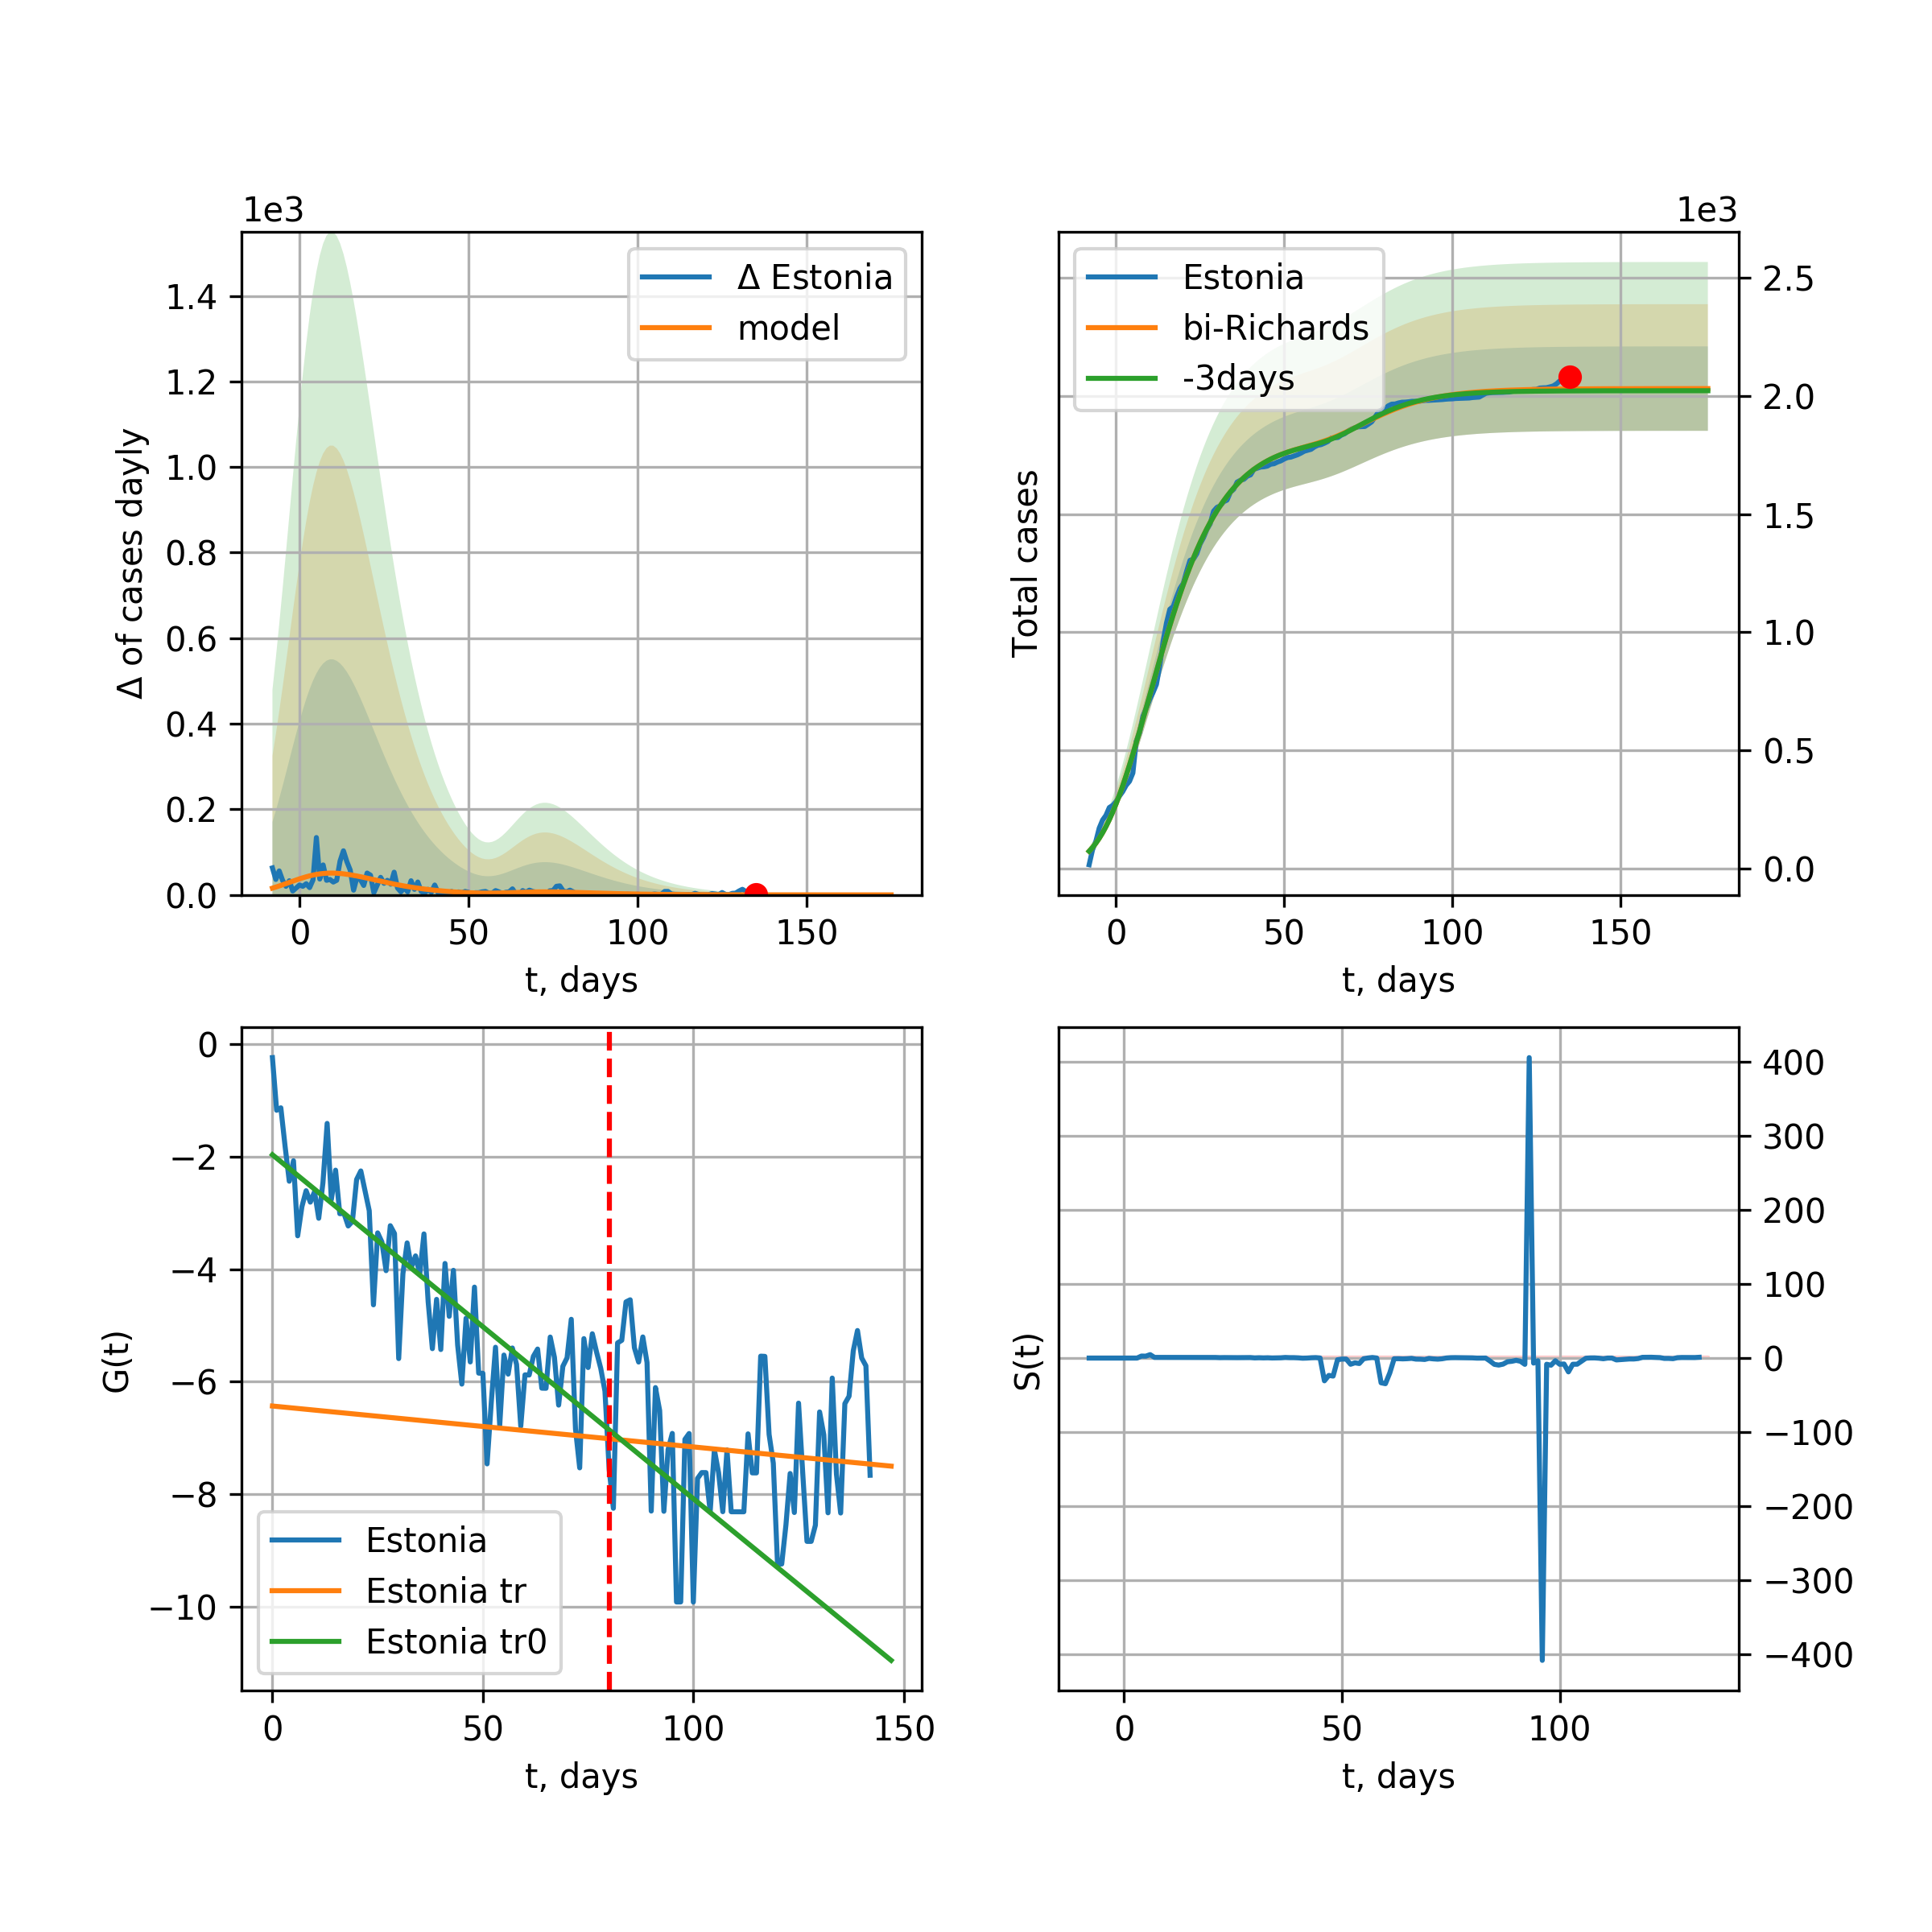 1e3
Δ of cases dayly
1.4
1.2
1.0
0.8
0.6
0.4
0.2
0.0
Δ Estonia
model
0 50 100 150
t, days
1e3
Total cases
Estonia
bi-Richards
-3days
2.5
2.0
1.5
1.0
0.5
0.0
0 50 100 150
t, days
G(t)
0
−2
−4
−6
−8
−10
Estonia
Estonia tr
Estonia tr0
0 50 100 150
t, days
S(t)
400
300
200
100
0
−100
−200
−300
−400
0 50 100
t, days